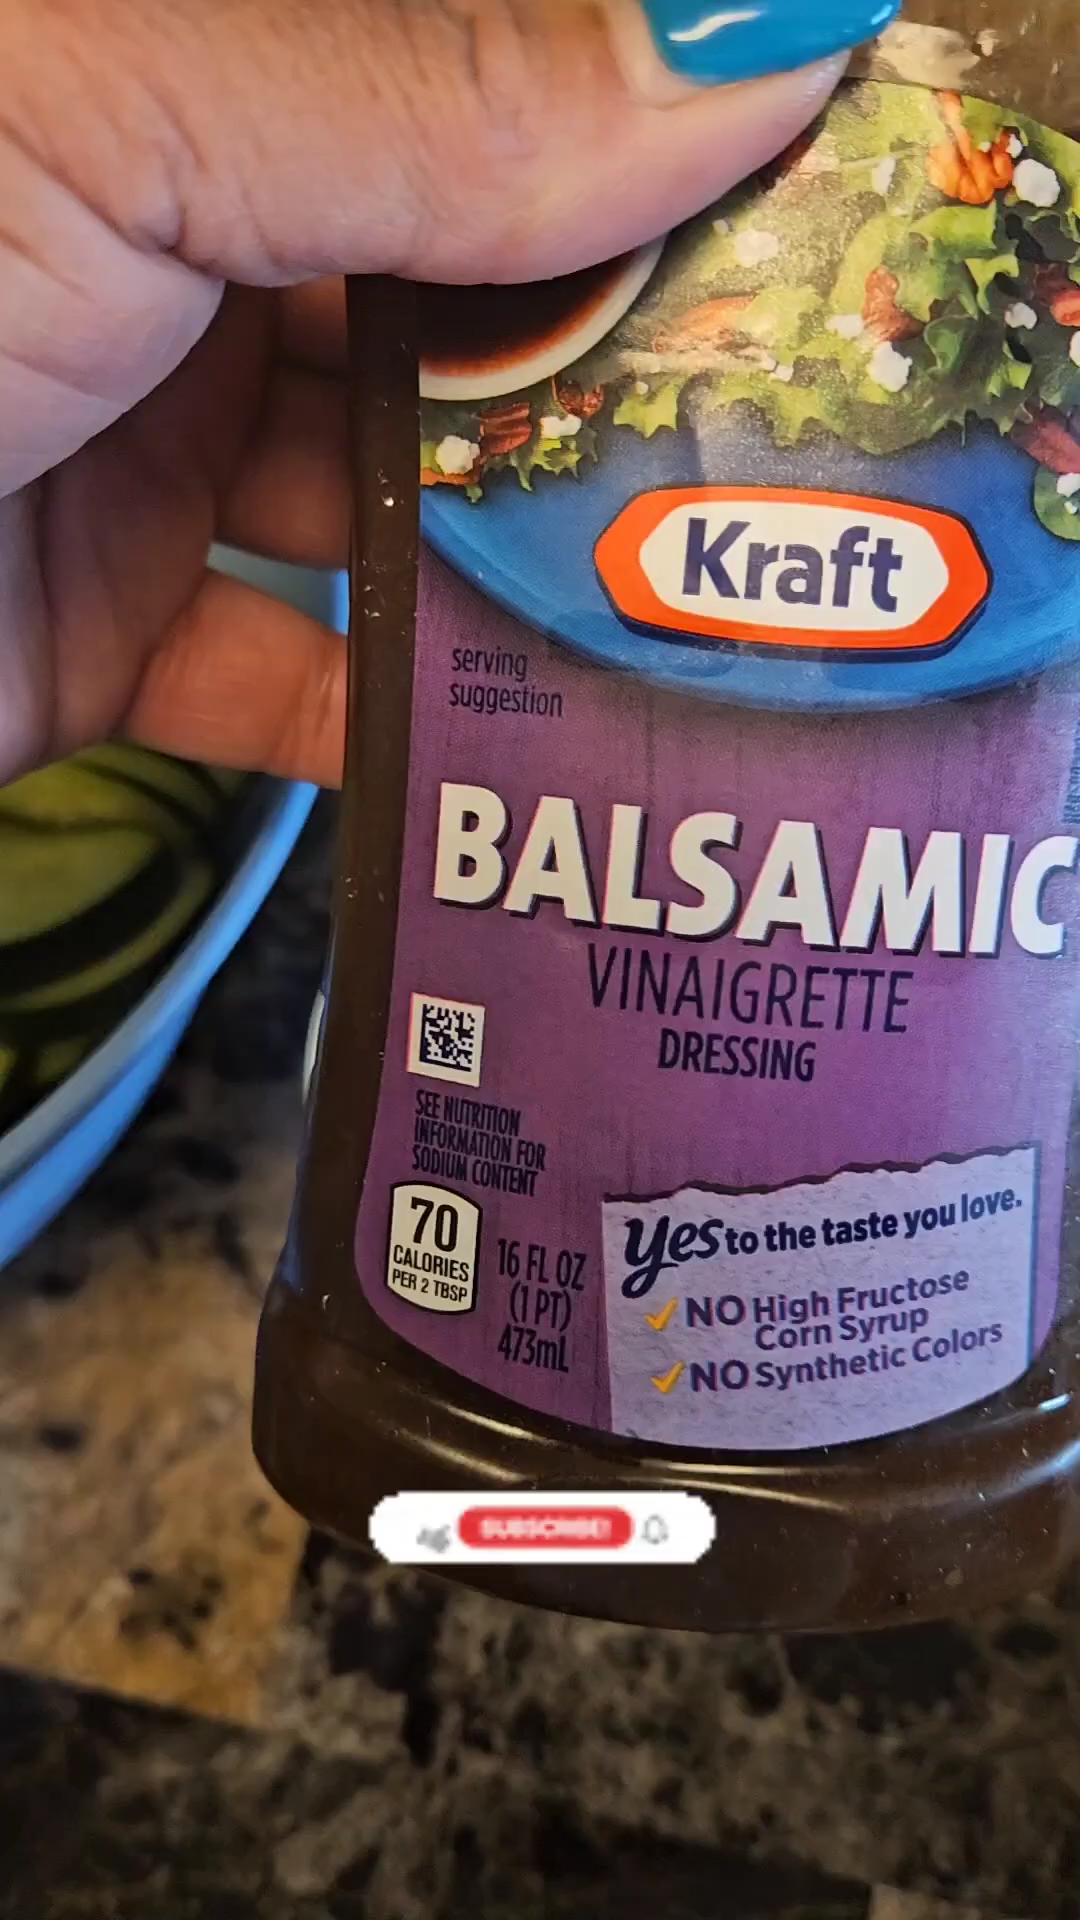 Kraft
serving
suggestion
BALSAMIC
VINAIGRETTE
DRESSING
SEE NUTRITION
INFORMATION FOR
SODIUM CONTENT
70
CALORIES
PER 2 TBSP
16 FL OZ
(1 PT)
473mL
yes to the taste you love.
NO High Fructose
Corn Syrup
NO Synthetic Colors
SUBSCRIBE!